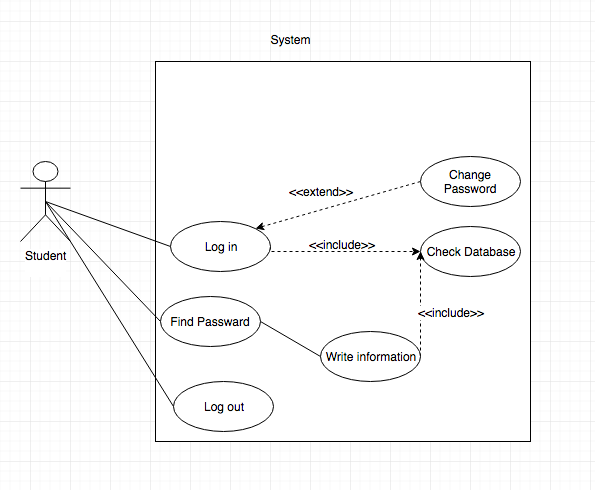 System
Change
Password
<<extend>>
Student
Log in
<<include>>
Check Database
Find Passward
<<include>>
Write information
Log out